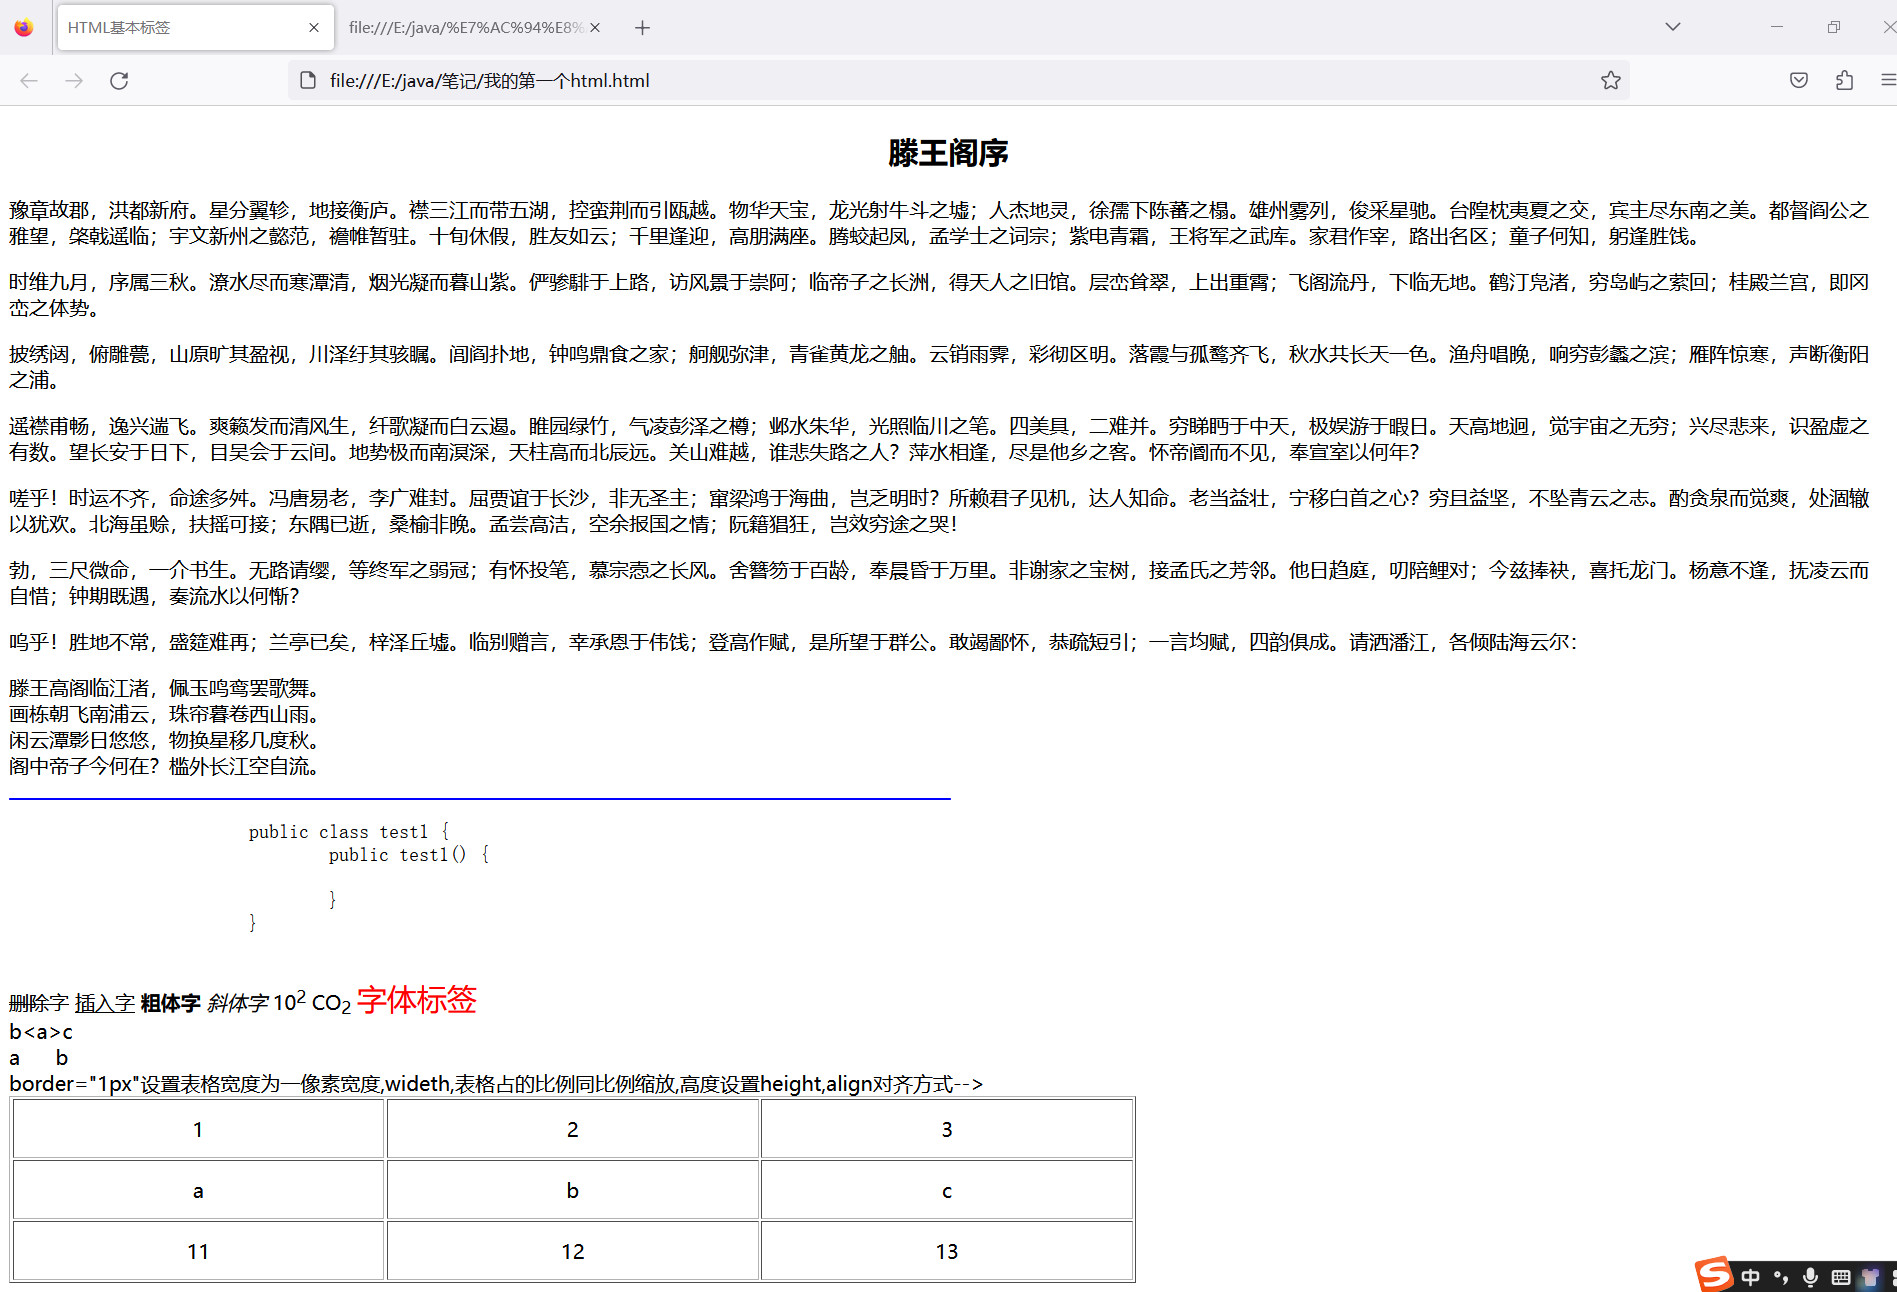 HTML基本标签
file:///E:/java/%E7%AC%94%E8%
file:///E:/java/笔记/我的第一个html.html
滕王阁序
豫章故郡，洪都新府。星分翼轸，地接衡庐。襟三江而带五湖，控蛮荆而引瓯越。物华天宝，龙光射牛斗之墟；人杰地灵，徐孺下陈蕃之榻。雄州雾列，俊采星驰。台隍枕夷夏之交，宾主尽东南之美。都督阎公之
雅望，棨戟遥临；宇文新州之懿范，襜帷暂驻。十旬休假，胜友如云；千里逢迎，高朋满座。腾蛟起凤，孟学士之词宗；紫电青霜，王将军之武库。家君作宰，路出名区；童子何知，躬逢胜饯。
时维九月，序属三秋。潦水尽而寒潭清，烟光凝而暮山紫。俨骖騑于上路，访风景于崇阿；临帝子之长洲，得天人之旧馆。层峦耸翠，上出重霄；飞阁流丹，下临无地。鹤汀凫渚，穷岛屿之萦回；桂殿兰宫，即冈
峦之体势。
披绣闼，俯雕甍，山原旷其盈视，川泽纡其骇瞩。闾阎扑地，钟鸣鼎食之家；舸舰弥津，青雀黄龙之舳。云销雨霁，彩彻区明。落霞与孤鹜齐飞，秋水共长天一色。渔舟唱晚，响穷彭蠡之滨；雁阵惊寒，声断衡阳
之浦。
遥襟甫畅，逸兴遄飞。爽籁发而清风生，纤歌凝而白云遏。睢园绿竹，气凌彭泽之樽；邺水朱华，光照临川之笔。四美具，二难并。穷睇眄于中天，极娱游于暇日。天高地迥，觉宇宙之无穷；兴尽悲来，识盈虚之
有数。望长安于日下，目吴会于云间。地势极而南溟深，天柱高而北辰远。关山难越，谁悲失路之人？萍水相逢，尽是他乡之客。怀帝阍而不见，奉宣室以何年？
嗟乎！时运不齐，命途多舛。冯唐易老，李广难封。屈贾谊于长沙，非无圣主；窜梁鸿于海曲，岂乏明时？所赖君子见机，达人知命。老当益壮，宁移白首之心？穷且益坚，不坠青云之志。酌贪泉而觉爽，处涸辙
以犹欢。北海虽赊，扶摇可接；东隅已逝，桑榆非晚。孟尝高洁，空余报国之情；阮籍猖狂，岂效穷途之哭！
勃，三尺微命，一介书生。无路请缨，等终军之弱冠；有怀投笔，慕宗悫之长风。舍簪笏于百龄，奉晨昏于万里。非谢家之宝树，接孟氏之芳邻。他日趋庭，叨陪鲤对；今兹捧袂，喜托龙门。杨意不逢，抚凌云而
自惜；钟期既遇，奏流水以何惭？
呜乎！胜地不常，盛筵难再；兰亭已矣，梓泽丘墟。临别赠言，幸承恩于伟饯；登高作赋，是所望于群公。敢竭鄙怀，恭疏短引；一言均赋，四韵俱成。请洒潘江，各倾陆海云尔：
滕王高阁临江渚，佩玉鸣鸾罢歌舞。
画栋朝飞南浦云，珠帘暮卷西山雨。
闲云潭影日悠悠，物换星移几度秋。
阁中帝子今何在？槛外长江空自流。
public class test1 {
public test1() {
}
}
删除字 插入字 粗体字 斜体字 10² CO₂ 字体标签
b<a>c
a b
border="1px"设置表格宽度为一像素宽度,wideth,表格占的比例同比例缩放,高度设置height,align对齐方式-->
1 2 3
a b c
11 12 13
中